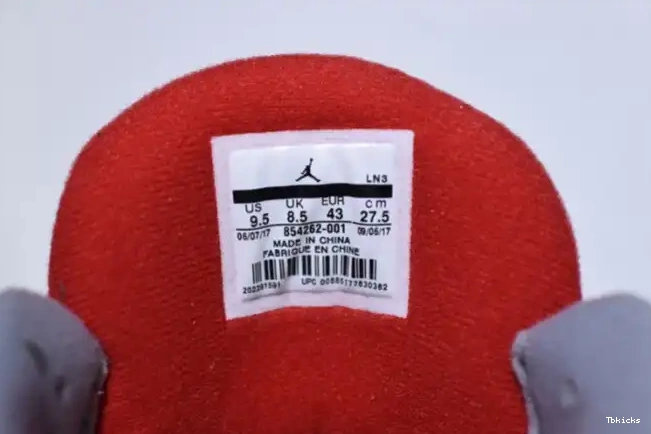 LN3
US UK EUR cm
9.5 8.5 43 27.5
06/07/17 854262-001 09/06/17
MADE IN CHINA
FABRIQUE EN CHINE
UPC
Tbkicks